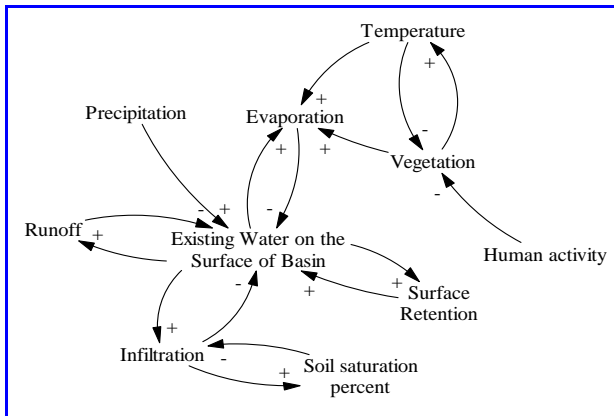 Temperature
+
+
Precipitation
Evaporation
-
+
+
Vegetation
-
-
-
+
Runoff
+
Existing Water on the
Surface of Basin
Human activity
-
+
+
Surface
Retention
+
Infiltration
-
+
Soil saturation
percent